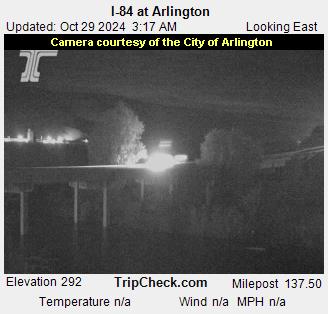 I-84 at Arlington
Updated: Oct 29 2024 3:17 AM Looking East
Camera courtesy of the City of Arlington
Elevation 292 TripCheck.com Milepost 137.50
Temperature n/a Wind n/a MPH n/a